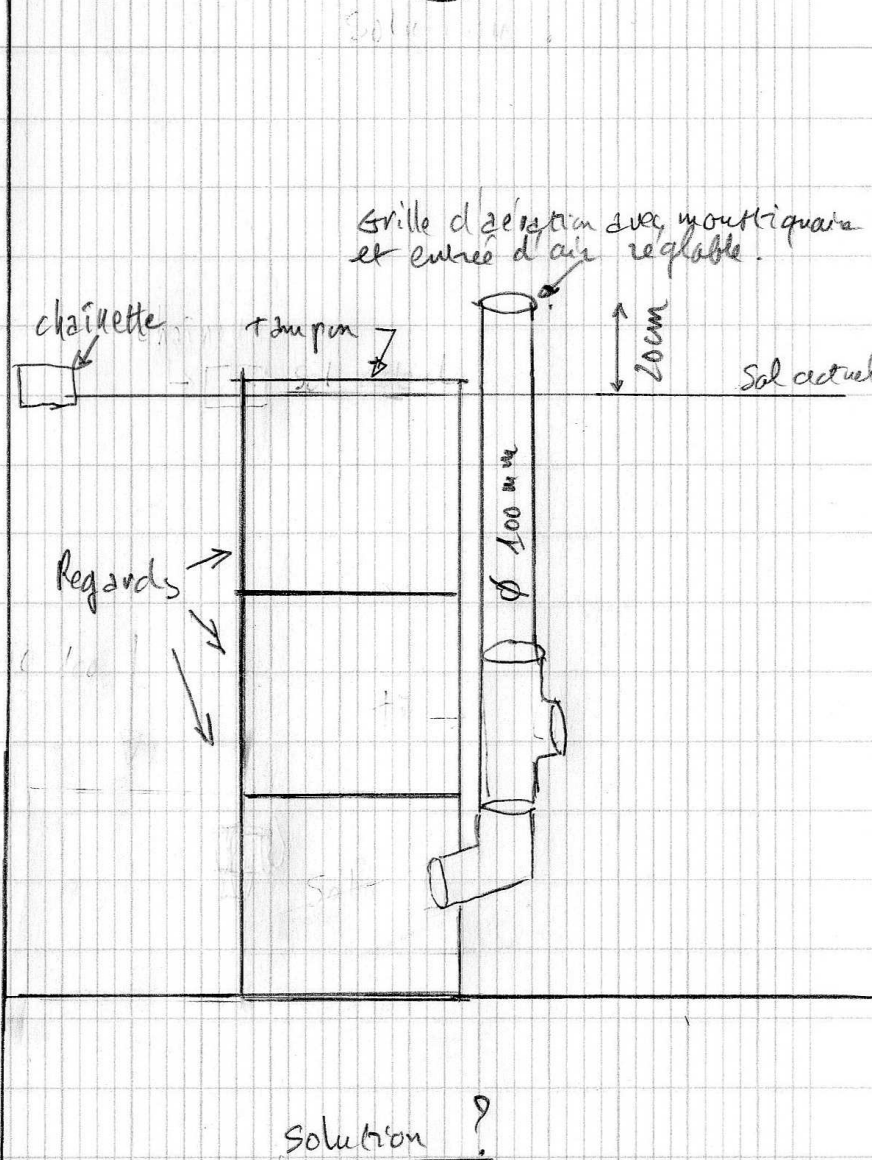 Grille d'aération avec moustiquaire
et entrée d'air réglable.
chaînette
tampon
20cm
Sol actuel
Ø 100 mm
Regards
Solution ?